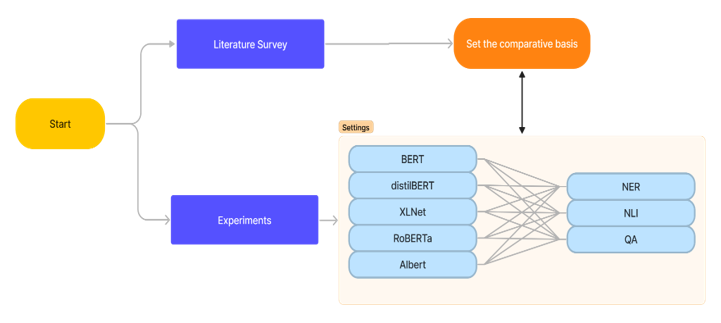 Literature Survey
Set the comparative basis
Start
Settings
BERT
distilBERT
XLNet
RoBERTa
Albert
NER
NLI
QA
Experiments